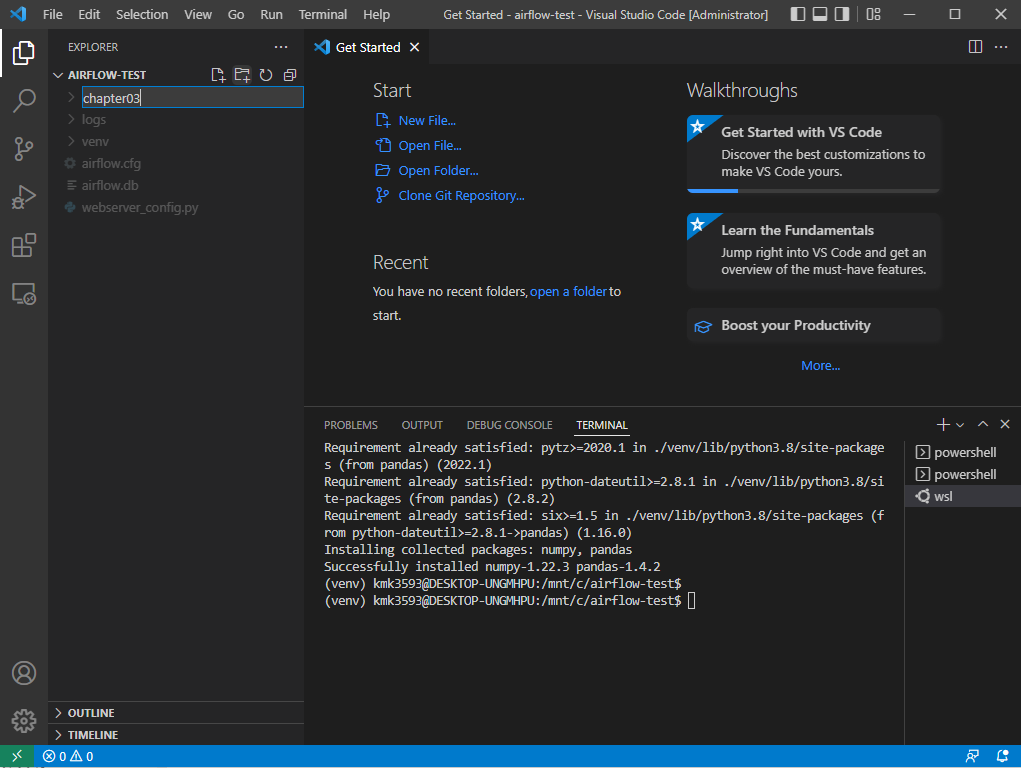 File Edit Selection View Go Run Terminal Help Get Started - airflow-test - Visual Studio Code [Administrator]
EXPLORER
AIRFLOW-TEST
chapter03
logs
venv
airflow.cfg
airflow.db
webserver_config.py
OUTLINE
TIMELINE
Get Started
Start
New File...
Open File...
Open Folder...
Clone Git Repository...
Recent
You have no recent folders, open a folder to
start.
Walkthroughs
Get Started with VS Code
Discover the best customizations to
make VS Code yours.
Learn the Fundamentals
Jump right into VS Code and get an
overview of the must-have features.
Boost your Productivity
More...
PROBLEMS OUTPUT DEBUG CONSOLE TERMINAL
Requirement already satisfied: pytz>=2020.1 in ./venv/lib/python3.8/site-package
s (from pandas) (2022.1)
Requirement already satisfied: python-dateutil>=2.8.1 in ./venv/lib/python3.8/si
te-packages (from pandas) (2.8.2)
Requirement already satisfied: six>=1.5 in ./venv/lib/python3.8/site-packages (f
rom python-dateutil>=2.8.1->pandas) (1.16.0)
Installing collected packages: numpy, pandas
Successfully installed numpy-1.22.3 pandas-1.4.2
(venv) kmk3593@DESKTOP-UNGMHPU:/mnt/c/airflow-test$
(venv) kmk3593@DESKTOP-UNGMHPU:/mnt/c/airflow-test$
powershell
powershell
wsl
0 0